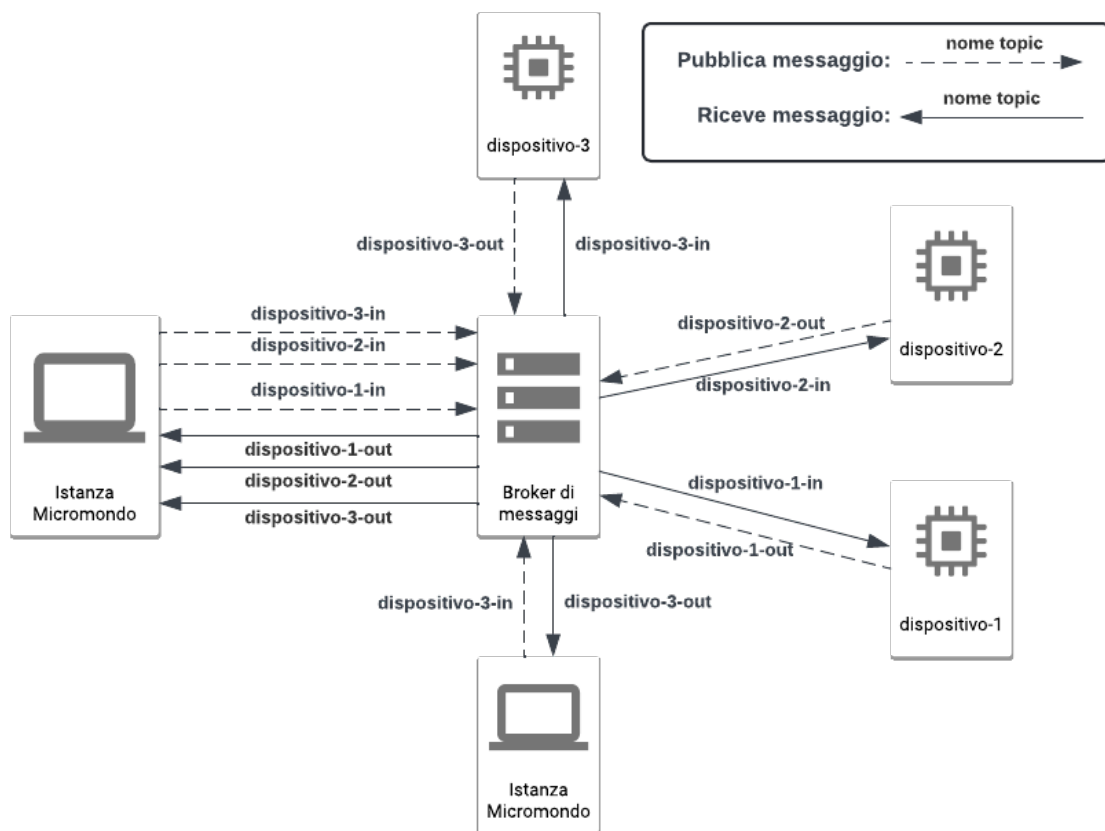 nome topic
Pubblica messaggio:
nome topic
Riceve messaggio:
dispositivo-3
dispositivo-3-out
dispositivo-3-in
dispositivo-2
dispositivo-2-out
dispositivo-2-in
dispositivo-3-in
dispositivo-2-in
dispositivo-1-in
dispositivo-1-out
dispositivo-2-out
dispositivo-3-out
Istanza
Micromondo
Broker di
messaggi
dispositivo-1-in
dispositivo-1-out
dispositivo-1
dispositivo-3-in
dispositivo-3-out
Istanza
Micromondo